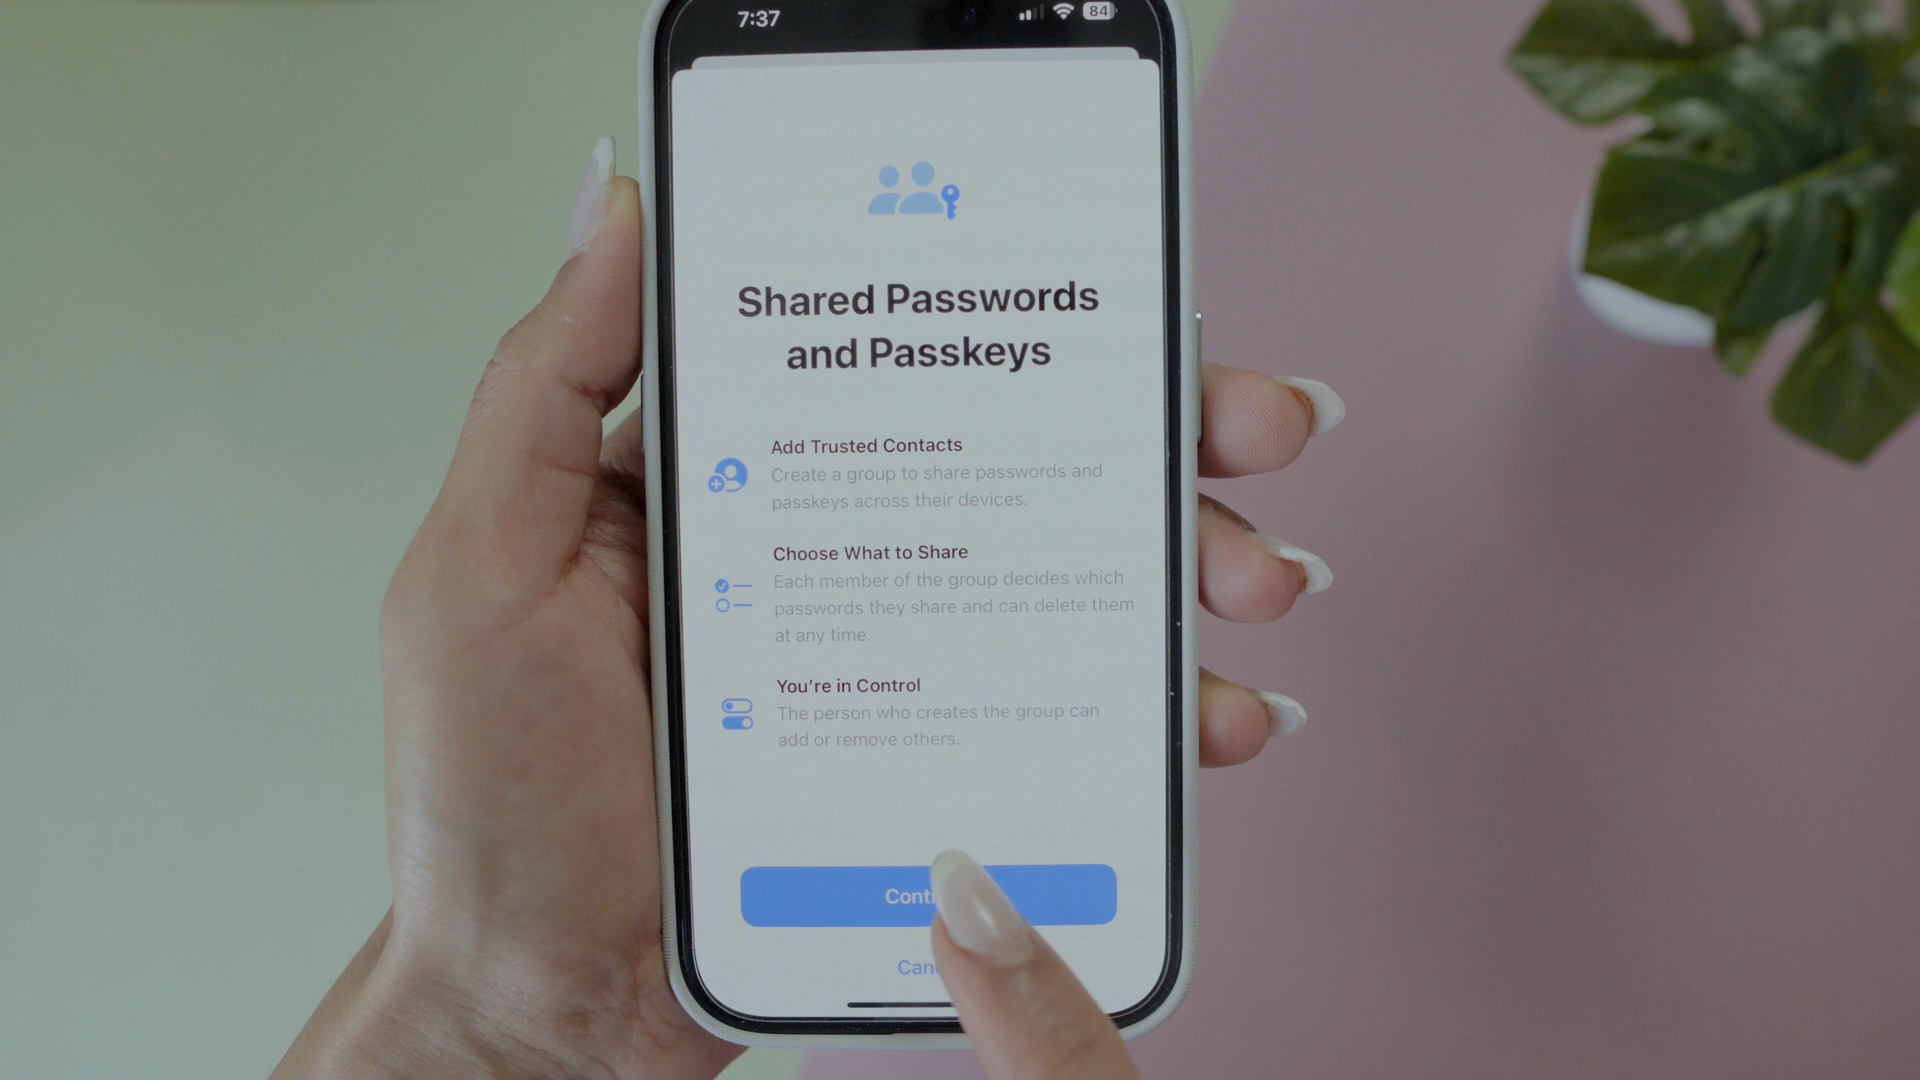 7:37
84
Shared Passwords
and Passkeys
Add Trusted Contacts
Create a group to share passwords and
passkeys across their devices.
Choose What to Share
Each member of the group decides which
passwords they share and can delete them
at any time.
You're in Control
The person who creates the group can
add or remove others.